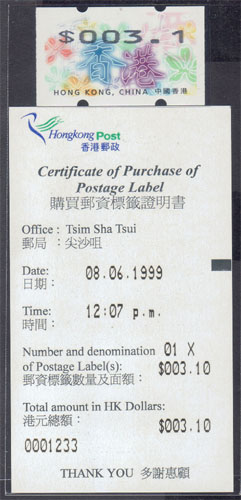 $003.1
香港
HONG KONG, CHINA 中國香港
Hongkong Post
香港郵政
Certificate of Purchase of
Postage Label
購買郵資標籤證明書
Office : Tsim Sha Tsui
郵局 : 尖沙咀
Date: 08.06.1999
日期:
Time: 12:07 p.m.
時間:
Number and denomination 01 X
of Postage Label(s): $003.10
郵資標籤數量及面額:
Total amount in HK Dollars:
港元總額: $003.10
0001233
THANK YOU 多謝惠顧